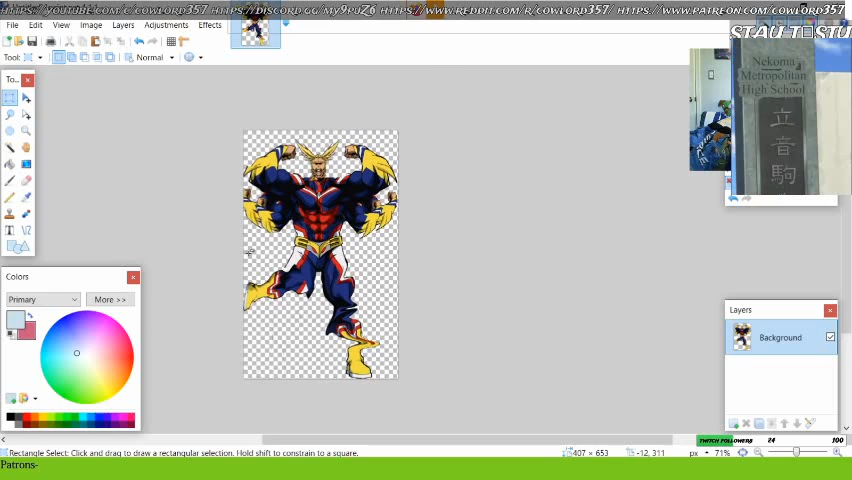 HTTPS://YOUTUBE.COM/COWLORD357 HTTPS://DISCORD.GG/MY9PUZ6 HTTPS://WWW.REDDIT.COM/R/COWLORD357/ HTTPS://WWW.PATREON.COM/COWLORD357
File Edit View Image Layers Adjustments Effects
Tool: Normal
To...
Nekoma
Metropolitan
High School
立
音
駒
Colors
Primary
More >>
Layers
Background
TWITCH FOLLOWERS 24 100
Rectangle Select: Click and drag to draw a rectangular selection. Hold shift to constrain to a square.
407 × 653
-12, 311
px
71%
Patrons-